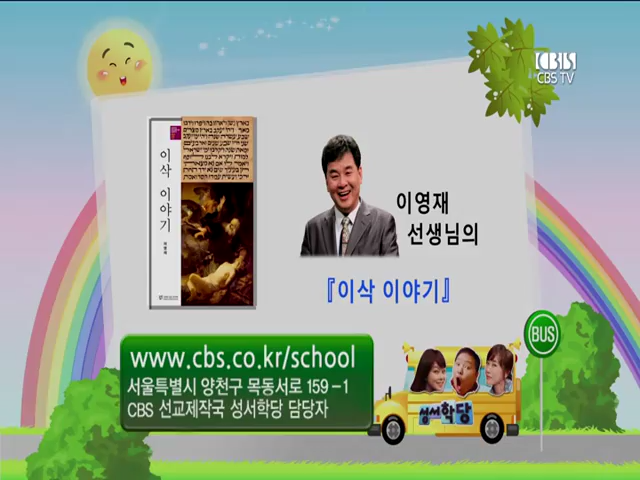 CBS
CBS TV
이삭 이야기
이영재
선생님의
『이삭 이야기』
BUS
www.cbs.co.kr/school
서울특별시 양천구 목동서로 159-1
CBS 선교제작국 성서학당 담당자
성서학당